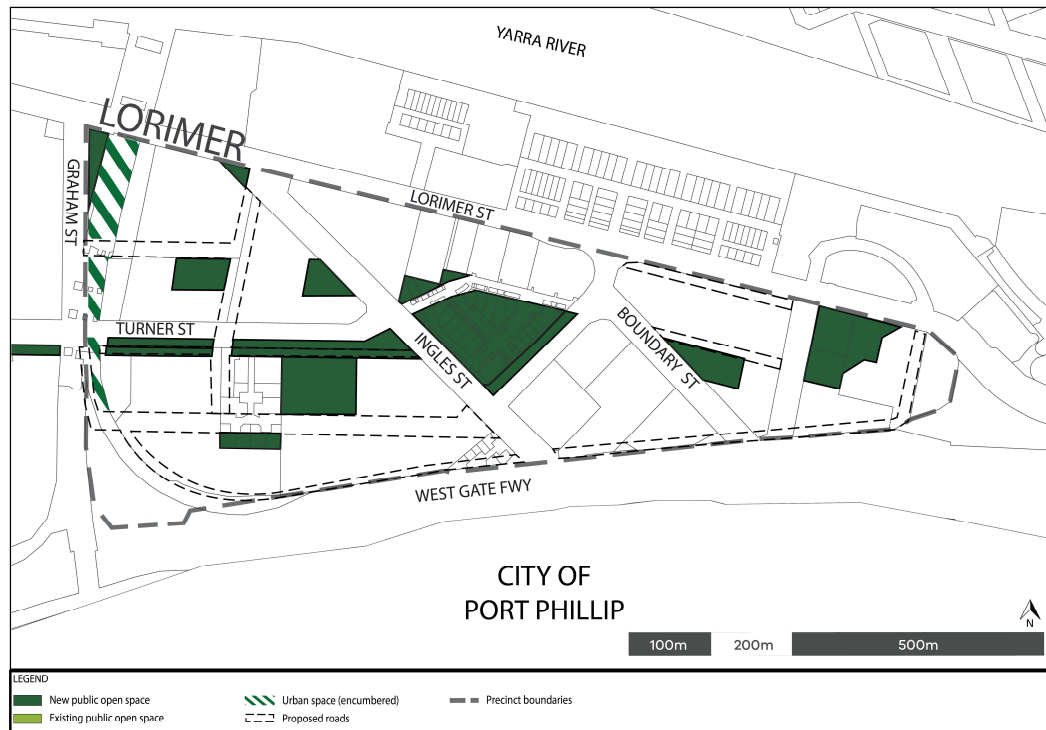 YARRA RIVER
LORIMER
GRAHAM ST
LORIMER ST
TURNER ST
INGLES ST
BOUNDARY ST
WEST GATE FWY
CITY OF
PORT PHILLIP
N
100m 200m 500m
LEGEND
New public open space Urban space (encumbered) Precinct boundaries
Existing public open space Proposed roads